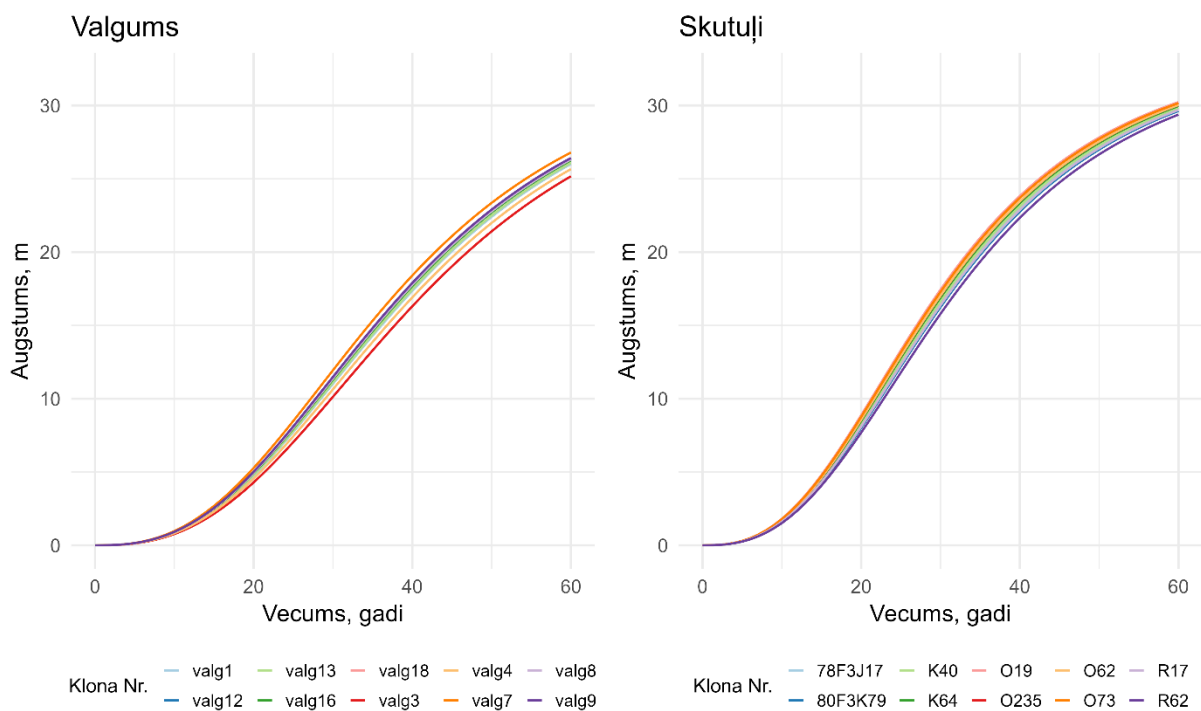 Valgums
30
20
10
0
Augstums, m
0 20 40 60
Vecums, gadi
Klona Nr.
valg1 valg13 valg18 valg4 valg8
valg12 valg16 valg3 valg7 valg9
Skutuļi
30
20
10
0
Augstums, m
0 20 40 60
Vecums, gadi
Klona Nr.
78F3J17 K40 O19 O62 R17
80F3K79 K64 O235 O73 R62